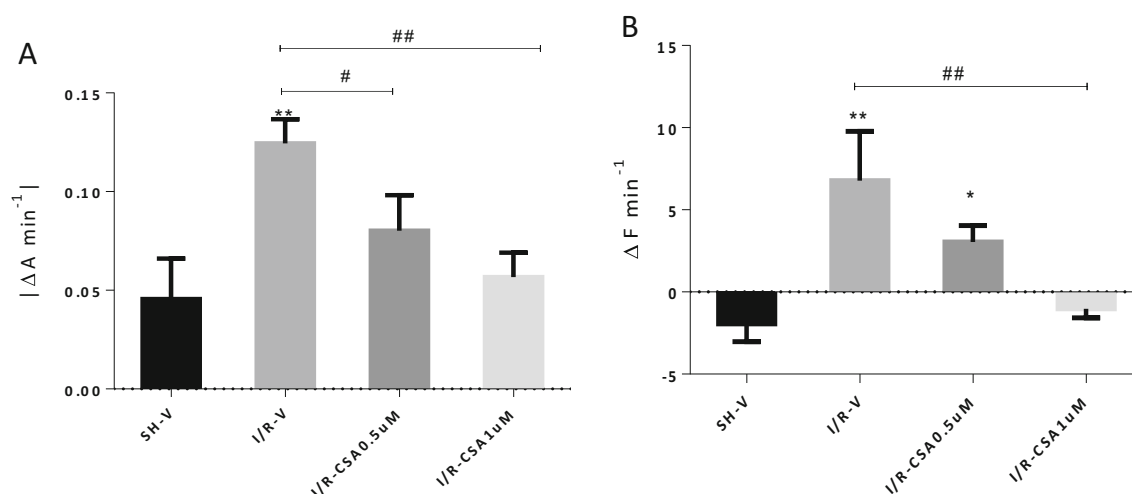 A
##
#
0.15
**
0.10
0.05
0.00
| Δ A min⁻¹ |
SH-V
I/R-V
I/R-CSA0.5uM
I/R-CSA1uM
B
15
##
**
10
5
*
0
-5
Δ F min⁻¹
SH-V
I/R-V
I/R-CSA0.5uM
I/R-CSA1uM